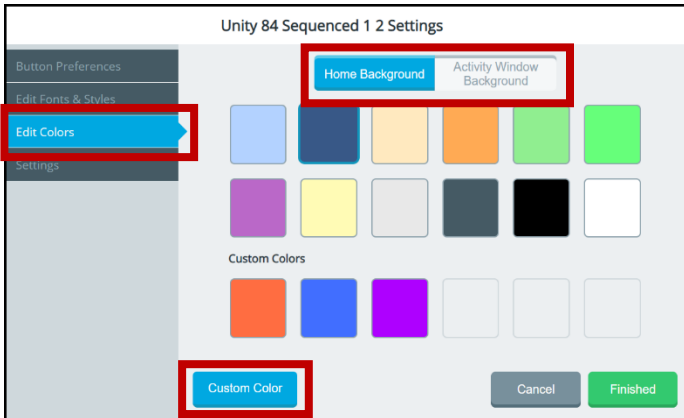 Unity 84 Sequenced 1 2 Settings
Button Preferences
Edit Fonts & Styles
Edit Colors
Settings
Home Background
Activity Window
Background
Custom Colors
Custom Color
Cancel
Finished